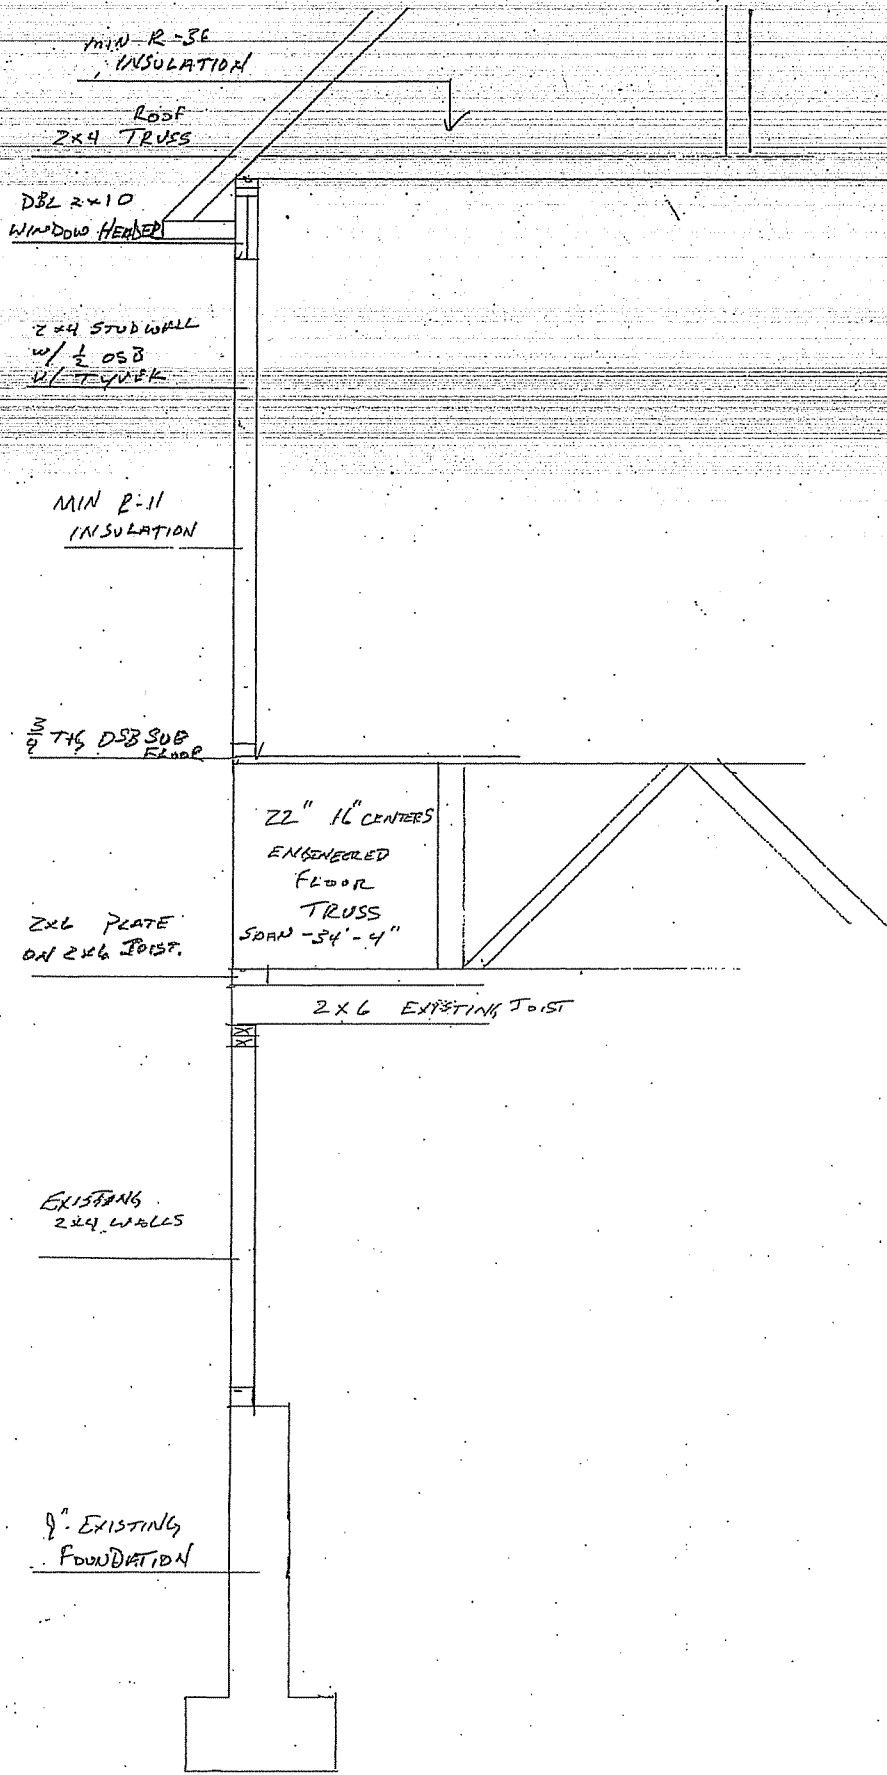 MIN R-38
INSULATION
ROOF
2x4 TRUSS
DBL 2x10
WINDOW HEADER
2x4 STUD WALL
W/ 1/2 OSB
W/ TYVEK
MIN R-11
INSULATION
3/4 T+G OSB SUB
FLOOR
22" 16" CENTERS
ENGENEERED
FLOOR
TRUSS
SPAN -34'-4"
2x6 PLATE
ON 2x6 JOIST.
2x6 EXISTING JOIST
EXISTING
2x4 WALLS
EXISTING
FOUNDATION